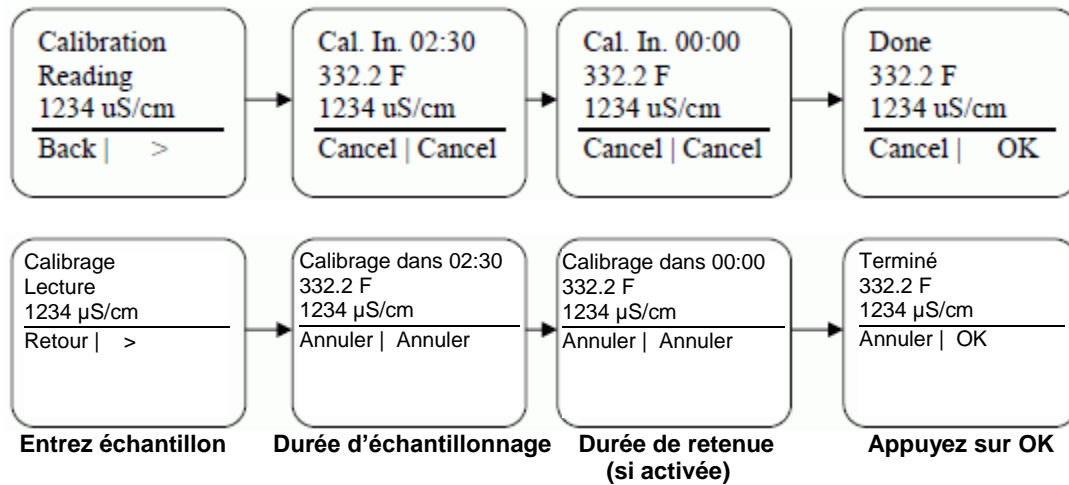 Calibration
Reading
1234 uS/cm
Back | >
Cal. In. 02:30
332.2 F
1234 uS/cm
Cancel | Cancel
Cal. In. 00:00
332.2 F
1234 uS/cm
Cancel | Cancel
Done
332.2 F
1234 uS/cm
Cancel | OK
Calibrage
Lecture
1234 µS/cm
Retour | >
Calibrage dans 02:30
332.2 F
1234 µS/cm
Annuler | Annuler
Calibrage dans 00:00
332.2 F
1234 µS/cm
Annuler | Annuler
Terminé
332.2 F
1234 µS/cm
Annuler | OK
Entrez échantillon
Durée d'échantillonnage
Durée de retenue
(si activée)
Appuyez sur OK